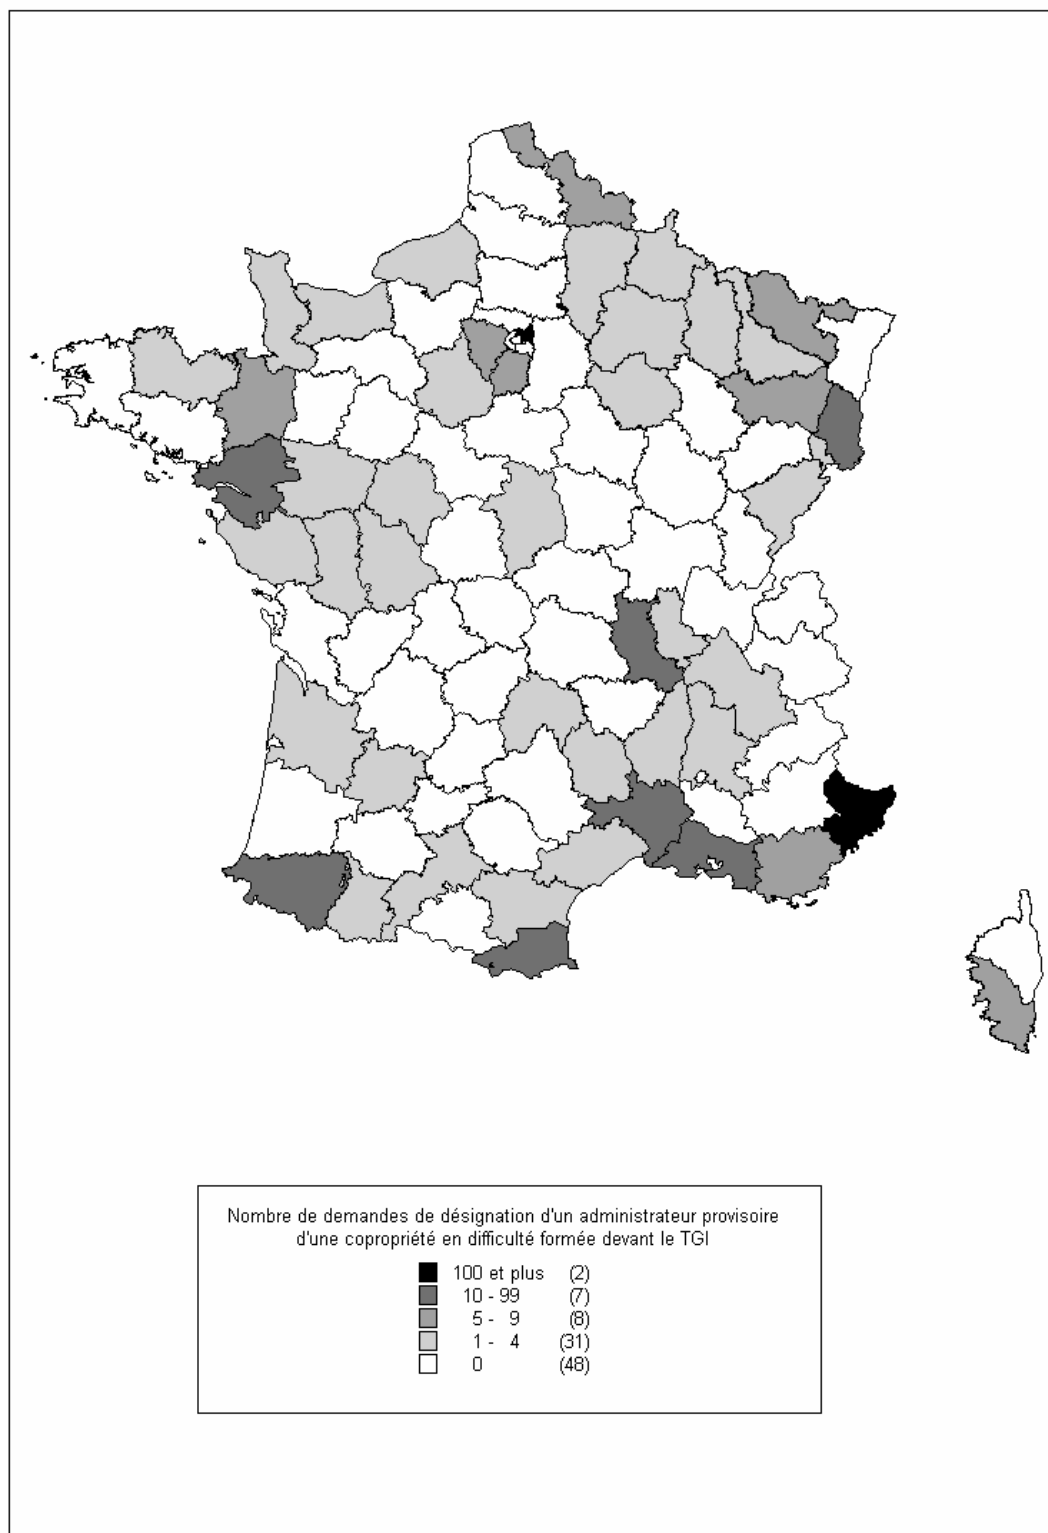 Nombre de demandes de désignation d'un administrateur provisoire
d'une copropriété en difficulté formée devant le TGI
100 et plus (2)
10 - 99 (7)
5 - 9 (8)
1 - 4 (31)
0 (48)